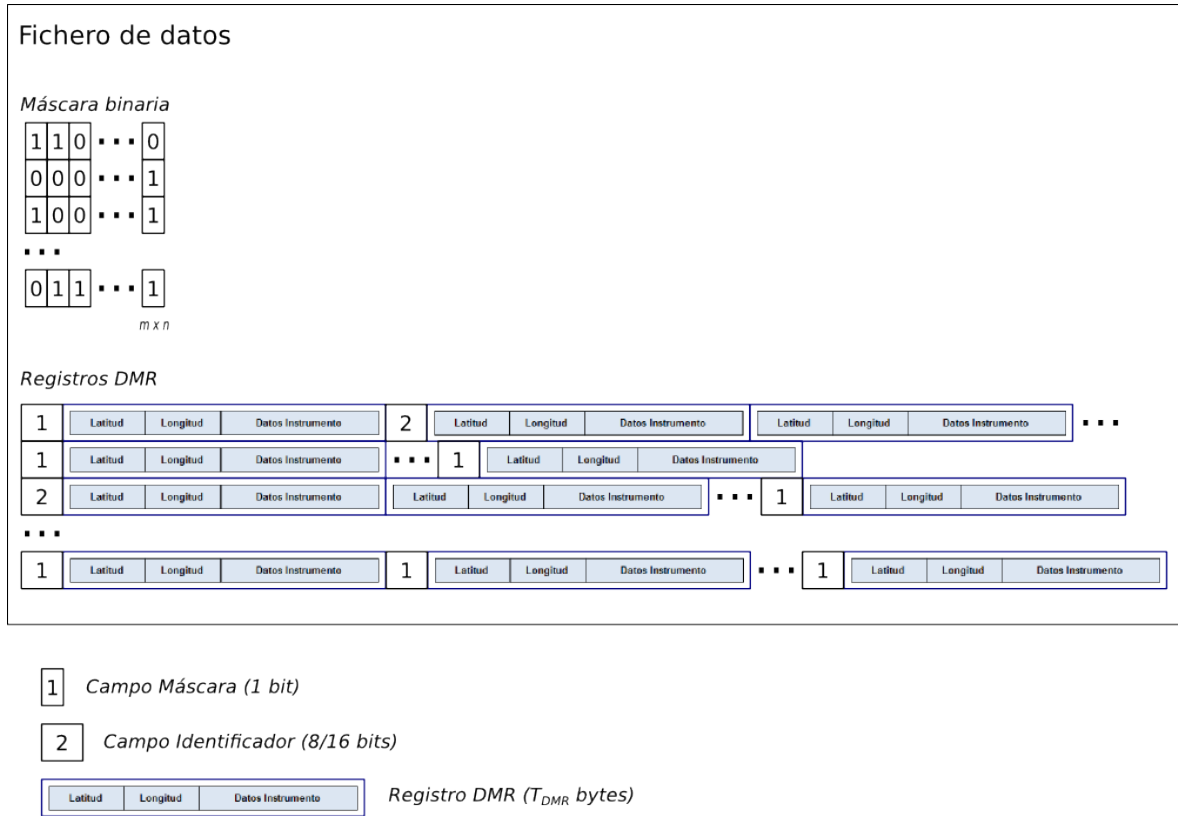 Fichero de datos
Máscara binaria
1 1 0 ··· 0
0 0 0 ··· 1
1 0 0 ··· 1
...
0 1 1 ··· 1
m x n
Registros DMR
1 Latitud Longitud Datos Instrumento 2 Latitud Longitud Datos Instrumento Latitud Longitud Datos Instrumento ...
1 Latitud Longitud Datos Instrumento ... 1 Latitud Longitud Datos Instrumento
2 Latitud Longitud Datos Instrumento Latitud Longitud Datos Instrumento ... 1 Latitud Longitud Datos Instrumento
...
1 Latitud Longitud Datos Instrumento 1 Latitud Longitud Datos Instrumento ... 1 Latitud Longitud Datos Instrumento
1 Campo Máscara (1 bit)
2 Campo Identificador (8/16 bits)
Latitud Longitud Datos Instrumento Registro DMR (T_DMR bytes)